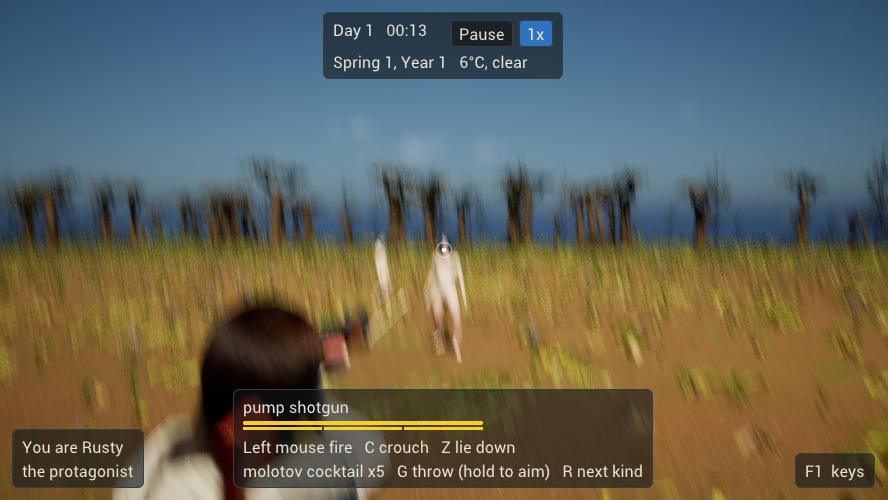 Day 1 00:13 Pause 1x
Spring 1, Year 1 6°C, clear
pump shotgun
Left mouse fire C crouch Z lie down
molotov cocktail x5 G throw (hold to aim) R next kind
You are Rusty
the protagonist
F1 keys